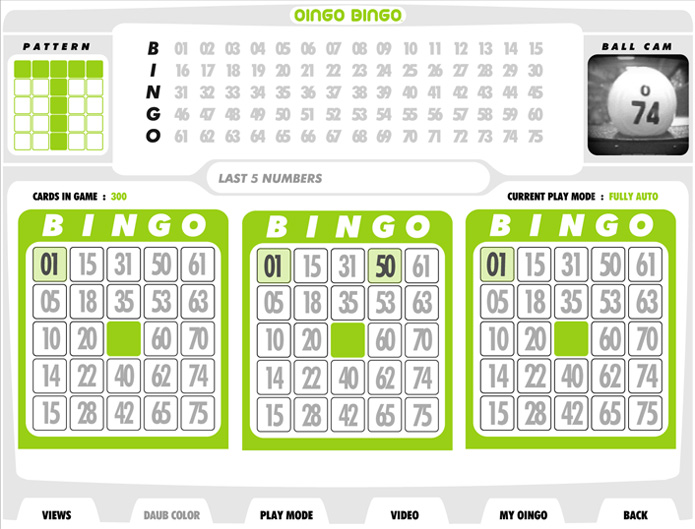 OINGO BINGO
PATTERN
BALL CAM
B 01 02 03 04 05 06 07 08 09 10 11 12 13 14 15
I 16 17 18 19 20 21 22 23 24 25 26 27 28 29 30
N 31 32 33 34 35 36 37 38 39 40 41 42 43 44 45
G 46 47 48 49 50 51 52 53 54 55 56 57 58 59 60
O 61 62 63 64 65 66 67 68 69 70 71 72 73 74 75
O
74
LAST 5 NUMBERS
CARDS IN GAME : 300
CURRENT PLAY MODE : FULLY AUTO
BINGO
01 15 31 50 61
05 18 35 53 63
10 20 60 70
14 22 40 62 74
15 28 42 65 75
BINGO
01 15 31 50 61
05 18 35 53 63
10 20 60 70
14 22 40 62 74
15 28 42 65 75
BINGO
01 15 31 50 61
05 18 35 53 63
10 20 60 70
14 22 40 62 74
15 28 42 65 75
VIEWS
DAUB COLOR
PLAY MODE
VIDEO
MY OINGO
BACK